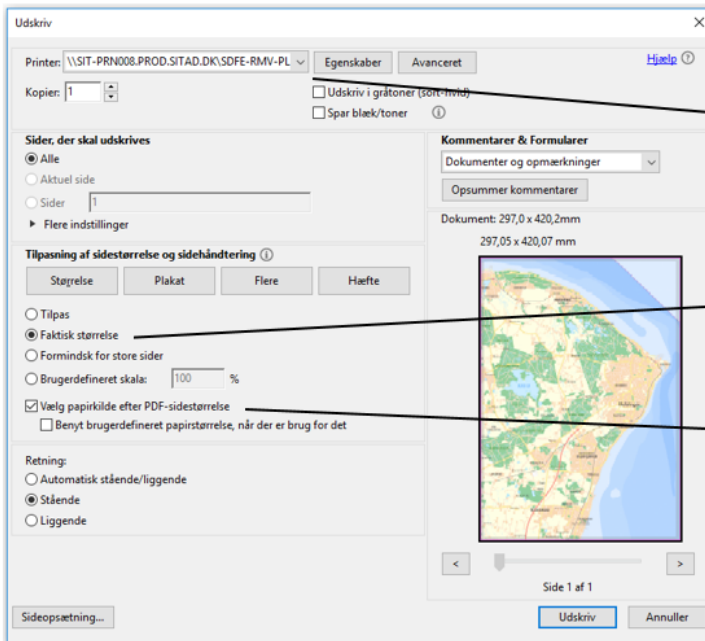 Udskriv
Printer: \\SIT-PRN008.PROD.SITAD.DK\SDFE-RMV-PL
Egenskaber
Avanceret
Hjælp
Kopier: 1
Udskriv i gråtoner (sort-hvid)
Spar blæk/toner
Sider, der skal udskrives
Alle
Aktuel side
Sider 1
Flere indstillinger
Tilpasning af sidestørrelse og sidehåndtering
Størrelse Plakat Flere Hæfte
Tilpas
Faktisk størrelse
Formindsk for store sider
Brugerdefineret skala: 100 %
Vælg papirkilde efter PDF-sidestørrelse
Benyt brugerdefineret papirstørrelse, når der er brug for det
Retning:
Automatisk stående/liggende
Stående
Liggende
Kommentarer & Formularer
Dokumenter og opmærkninger
Opsummer kommentarer
Dokument: 297,0 x 420,2mm
297,05 x 420,07 mm
< >
Side 1 af 1
Sideopsætning...
Udskriv
Annuller